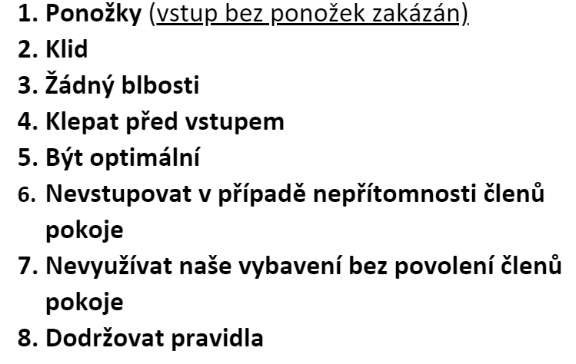 1. Ponožky (vstup bez ponožek zakázán)
2. Klid
3. Žádný blbosti
4. Klepat před vstupem
5. Být optimální
6. Nevstupovat v případě nepřítomnosti členů
pokoje
7. Nevyužívat naše vybavení bez povolení členů
pokoje
8. Dodržovat pravidla